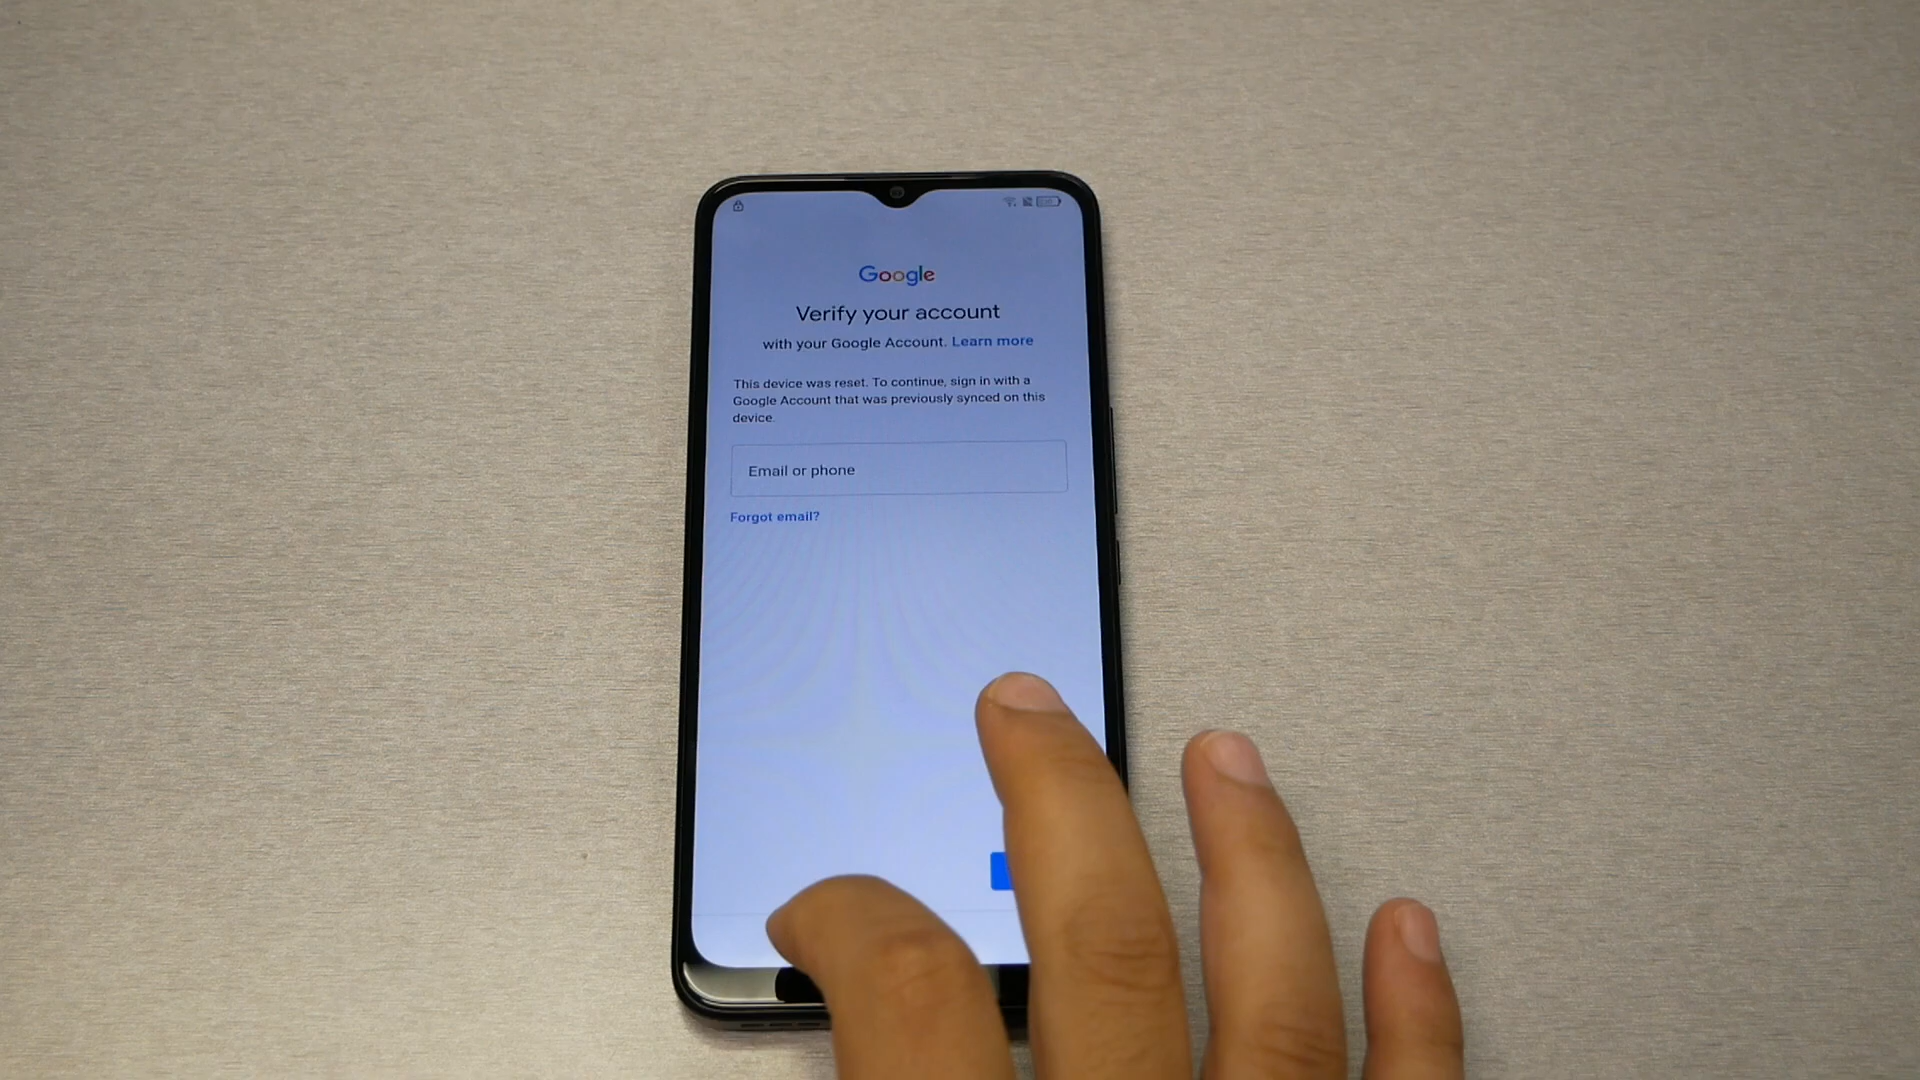 Google
Verify your account
with your Google Account. Learn more
This device was reset. To continue, sign in with a
Google Account that was previously synced on this
device.
Email or phone
Forgot email?